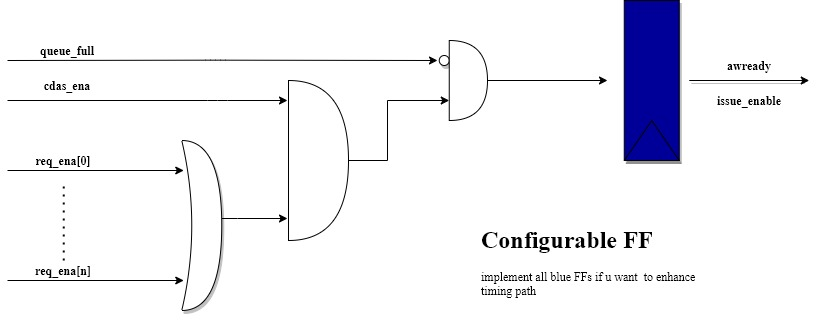 queue_full
cdas_ena
req_ena[0]
req_ena[n]
awready
issue_enable
Configurable FF
implement all blue FFs if u want to enhance
timing path